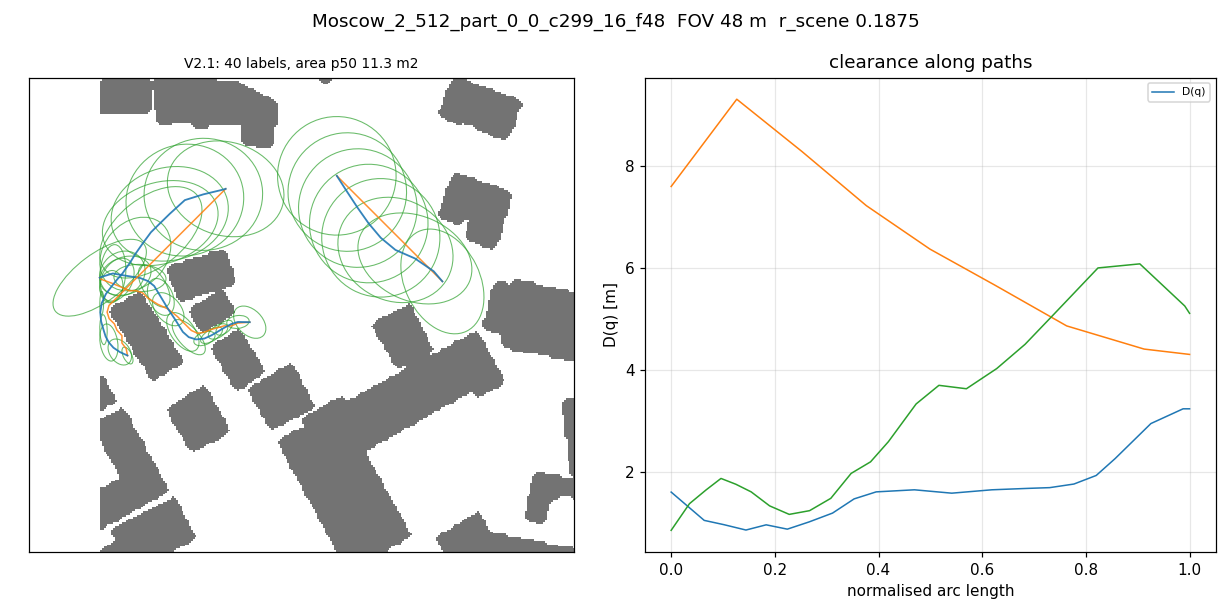 Moscow_2_512_part_0_0_c299_16_f48  FOV 48 m  r_scene 0.1875
V2.1: 40 labels, area p50 11.3 m2
clearance along paths
D(q)
8
6
4
2
D(q) [m]
0.0 0.2 0.4 0.6 0.8 1.0
normalised arc length